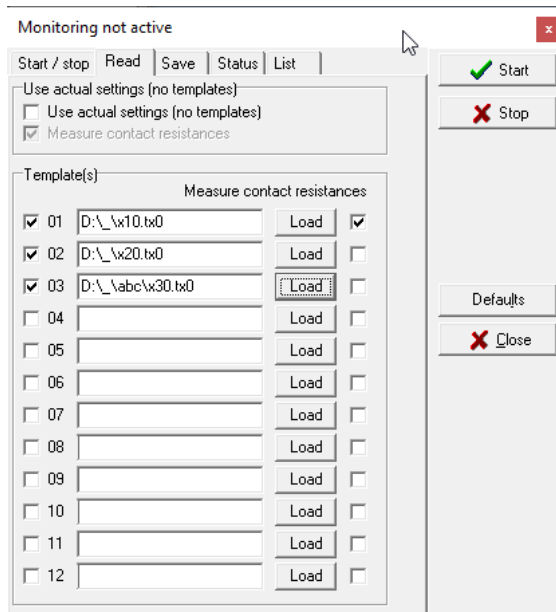 Monitoring not active
x
Start / stop Read Save Status List
Use actual settings (no templates)
Use actual settings (no templates)
Measure contact resistances
Template(s)
Measure contact resistances
01 D:\_\x10.tx0 Load
02 D:\_\x20.tx0 Load
03 D:\_\abc\x30.tx0 Load
04 Load
05 Load
06 Load
07 Load
08 Load
09 Load
10 Load
11 Load
12 Load
Start
Stop
Defaults
Close